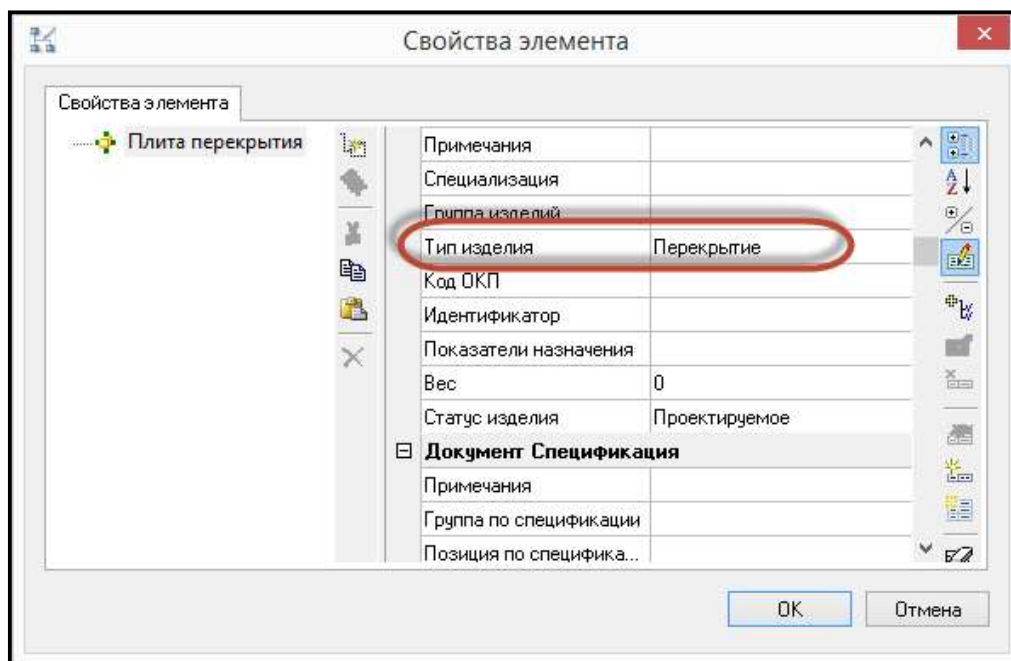 Свойства элемента
Свойства элемента
Плита перекрытия
Примечания
Специализация
Группа изделий
Тип изделия Перекрытие
Код ОКП
Идентификатор
Показатели назначения
Вес 0
Статус изделия Проектируемое
Документ Спецификация
Примечания
Группа по спецификации
Позиция по специфика...
OK Отмена